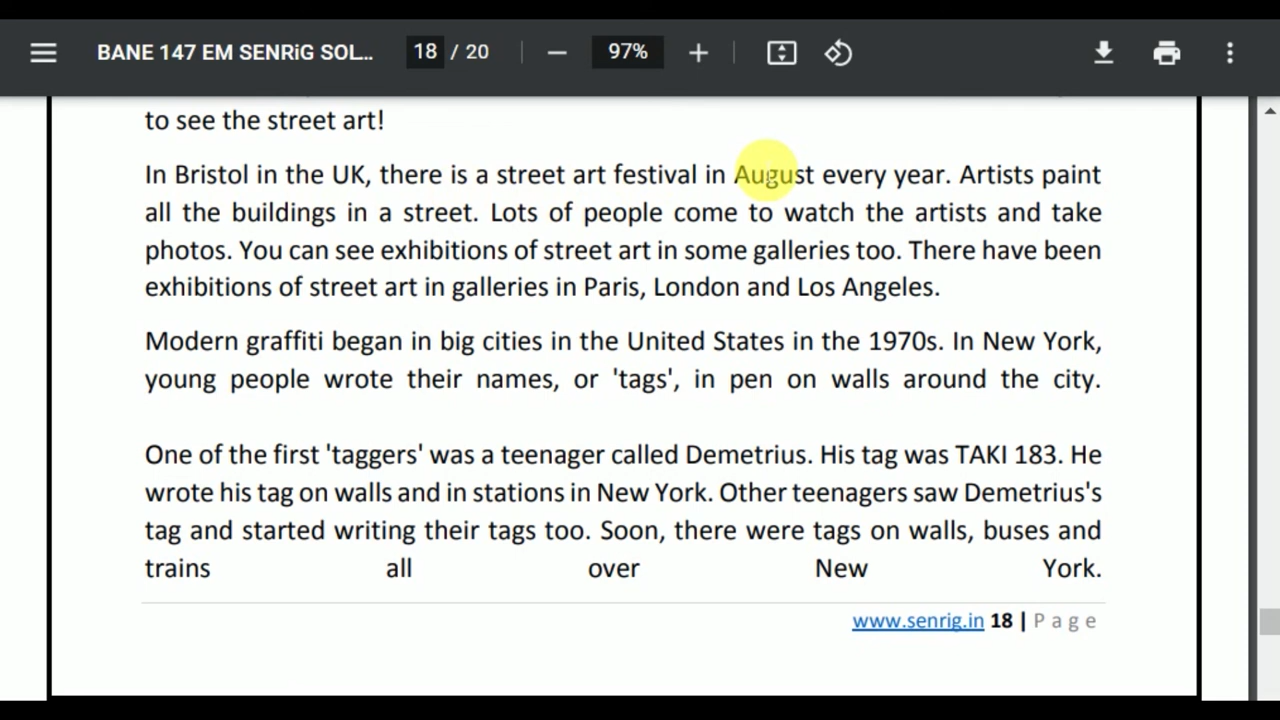 BANE 147 EM SENRiG SOL...
18 / 20
97%
to see the street art!
In Bristol in the UK, there is a street art festival in August every year. Artists paint
all the buildings in a street. Lots of people come to watch the artists and take
photos. You can see exhibitions of street art in some galleries too. There have been
exhibitions of street art in galleries in Paris, London and Los Angeles.
Modern graffiti began in big cities in the United States in the 1970s. In New York,
young people wrote their names, or 'tags', in pen on walls around the city.
One of the first 'taggers' was a teenager called Demetrius. His tag was TAKI 183. He
wrote his tag on walls and in stations in New York. Other teenagers saw Demetrius's
tag and started writing their tags too. Soon, there were tags on walls, buses and
trains all over New York.
www.senrig.in 18 | Page